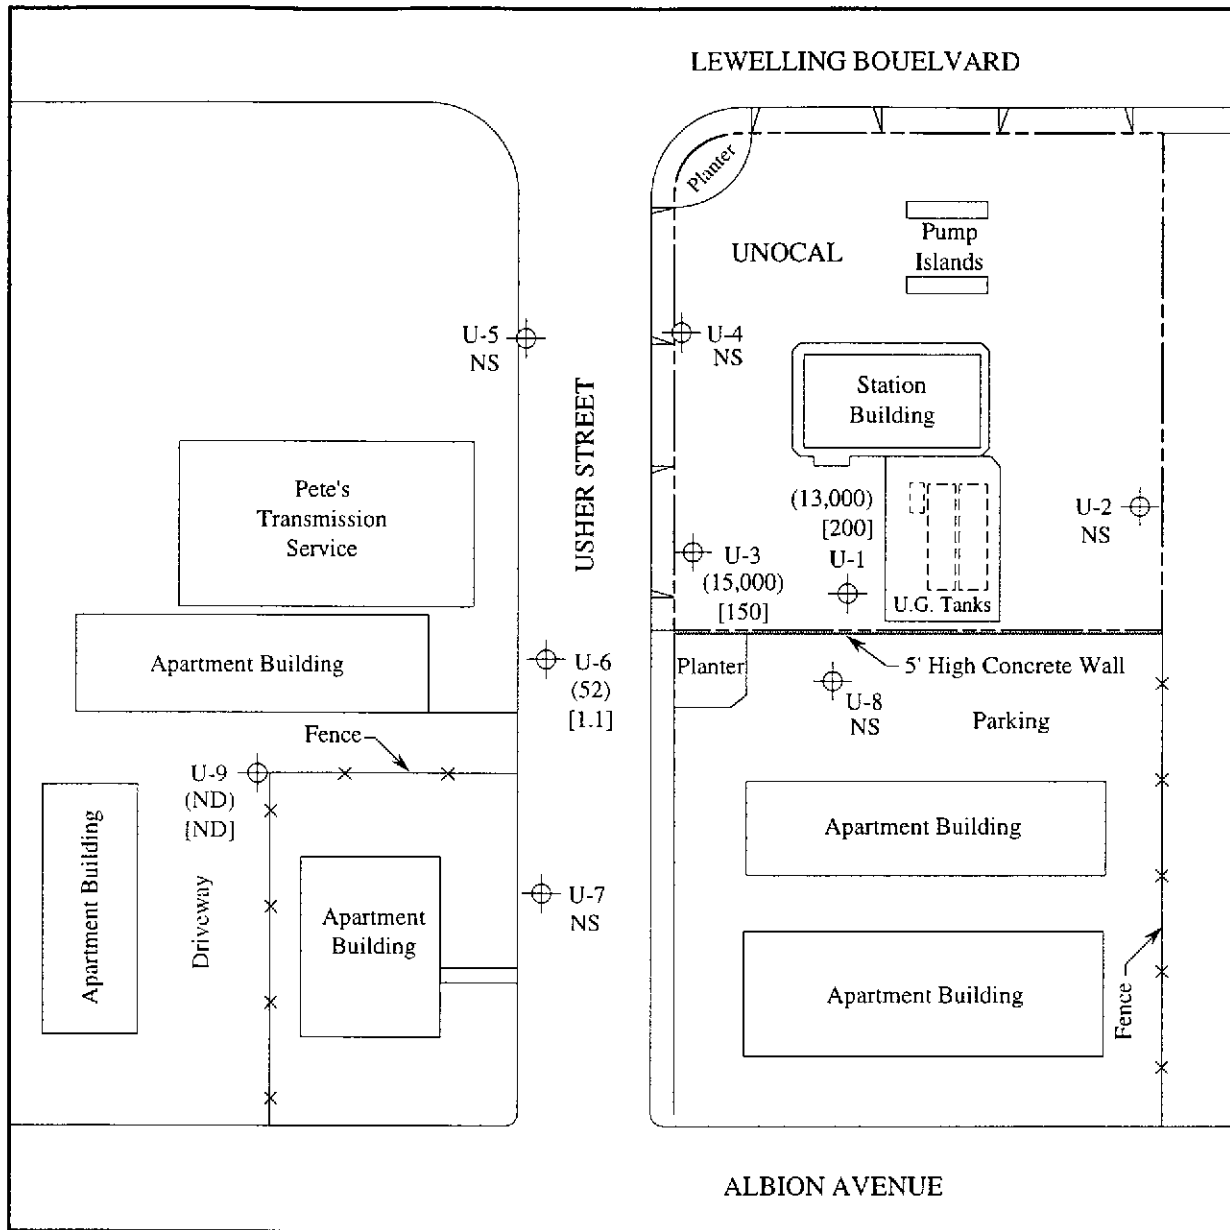 LEWELLING BOUELVARD
Planter
UNOCAL
Pump
Islands
U-5
NS
U-4
NS
USHER STREET
Station
Building
Pete's
Transmission
Service
(13,000)
[200]
U-1
U-2
NS
U-3
(15,000)
[150]
U.G. Tanks
Apartment Building
U-6
(52)
[1.1]
Planter
5' High Concrete Wall
U-8
NS
Parking
Fence
U-9
(ND)
[ND]
Apartment Building
Apartment Building
Driveway
Apartment
Building
U-7
NS
Apartment Building
Fence
ALBION AVENUE